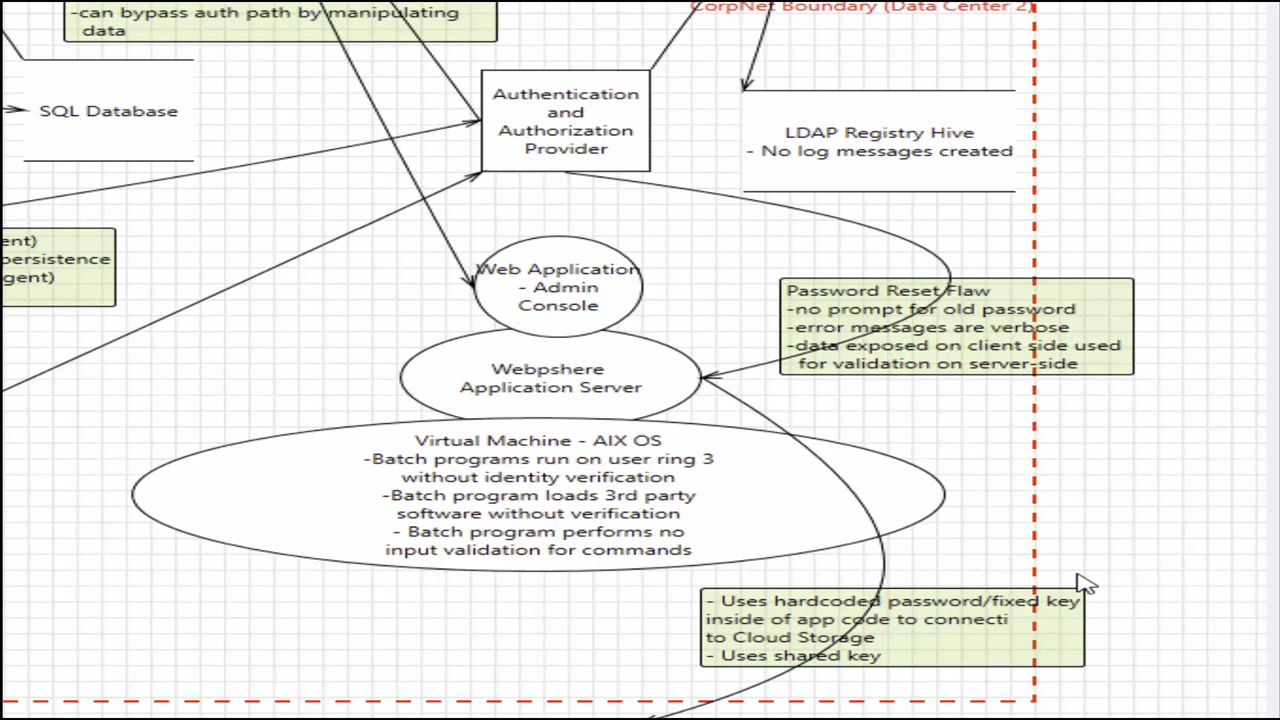 CorpNet Boundary (Data Center 2)
-can bypass auth path by manipulating
data
SQL Database
Authentication
and
Authorization
Provider
LDAP Registry Hive
- No log messages created
ent)
persistence
gent)
Web Application
- Admin
Console
Password Reset Flaw
-no prompt for old password
-error messages are verbose
-data exposed on client side used
for validation on server-side
Webpshere
Application Server
Virtual Machine - AIX OS
-Batch programs run on user ring 3
without identity verification
-Batch program loads 3rd party
software without verification
- Batch program performs no
input validation for commands
- Uses hardcoded password/fixed key
inside of app code to connecti
to Cloud Storage
- Uses shared key